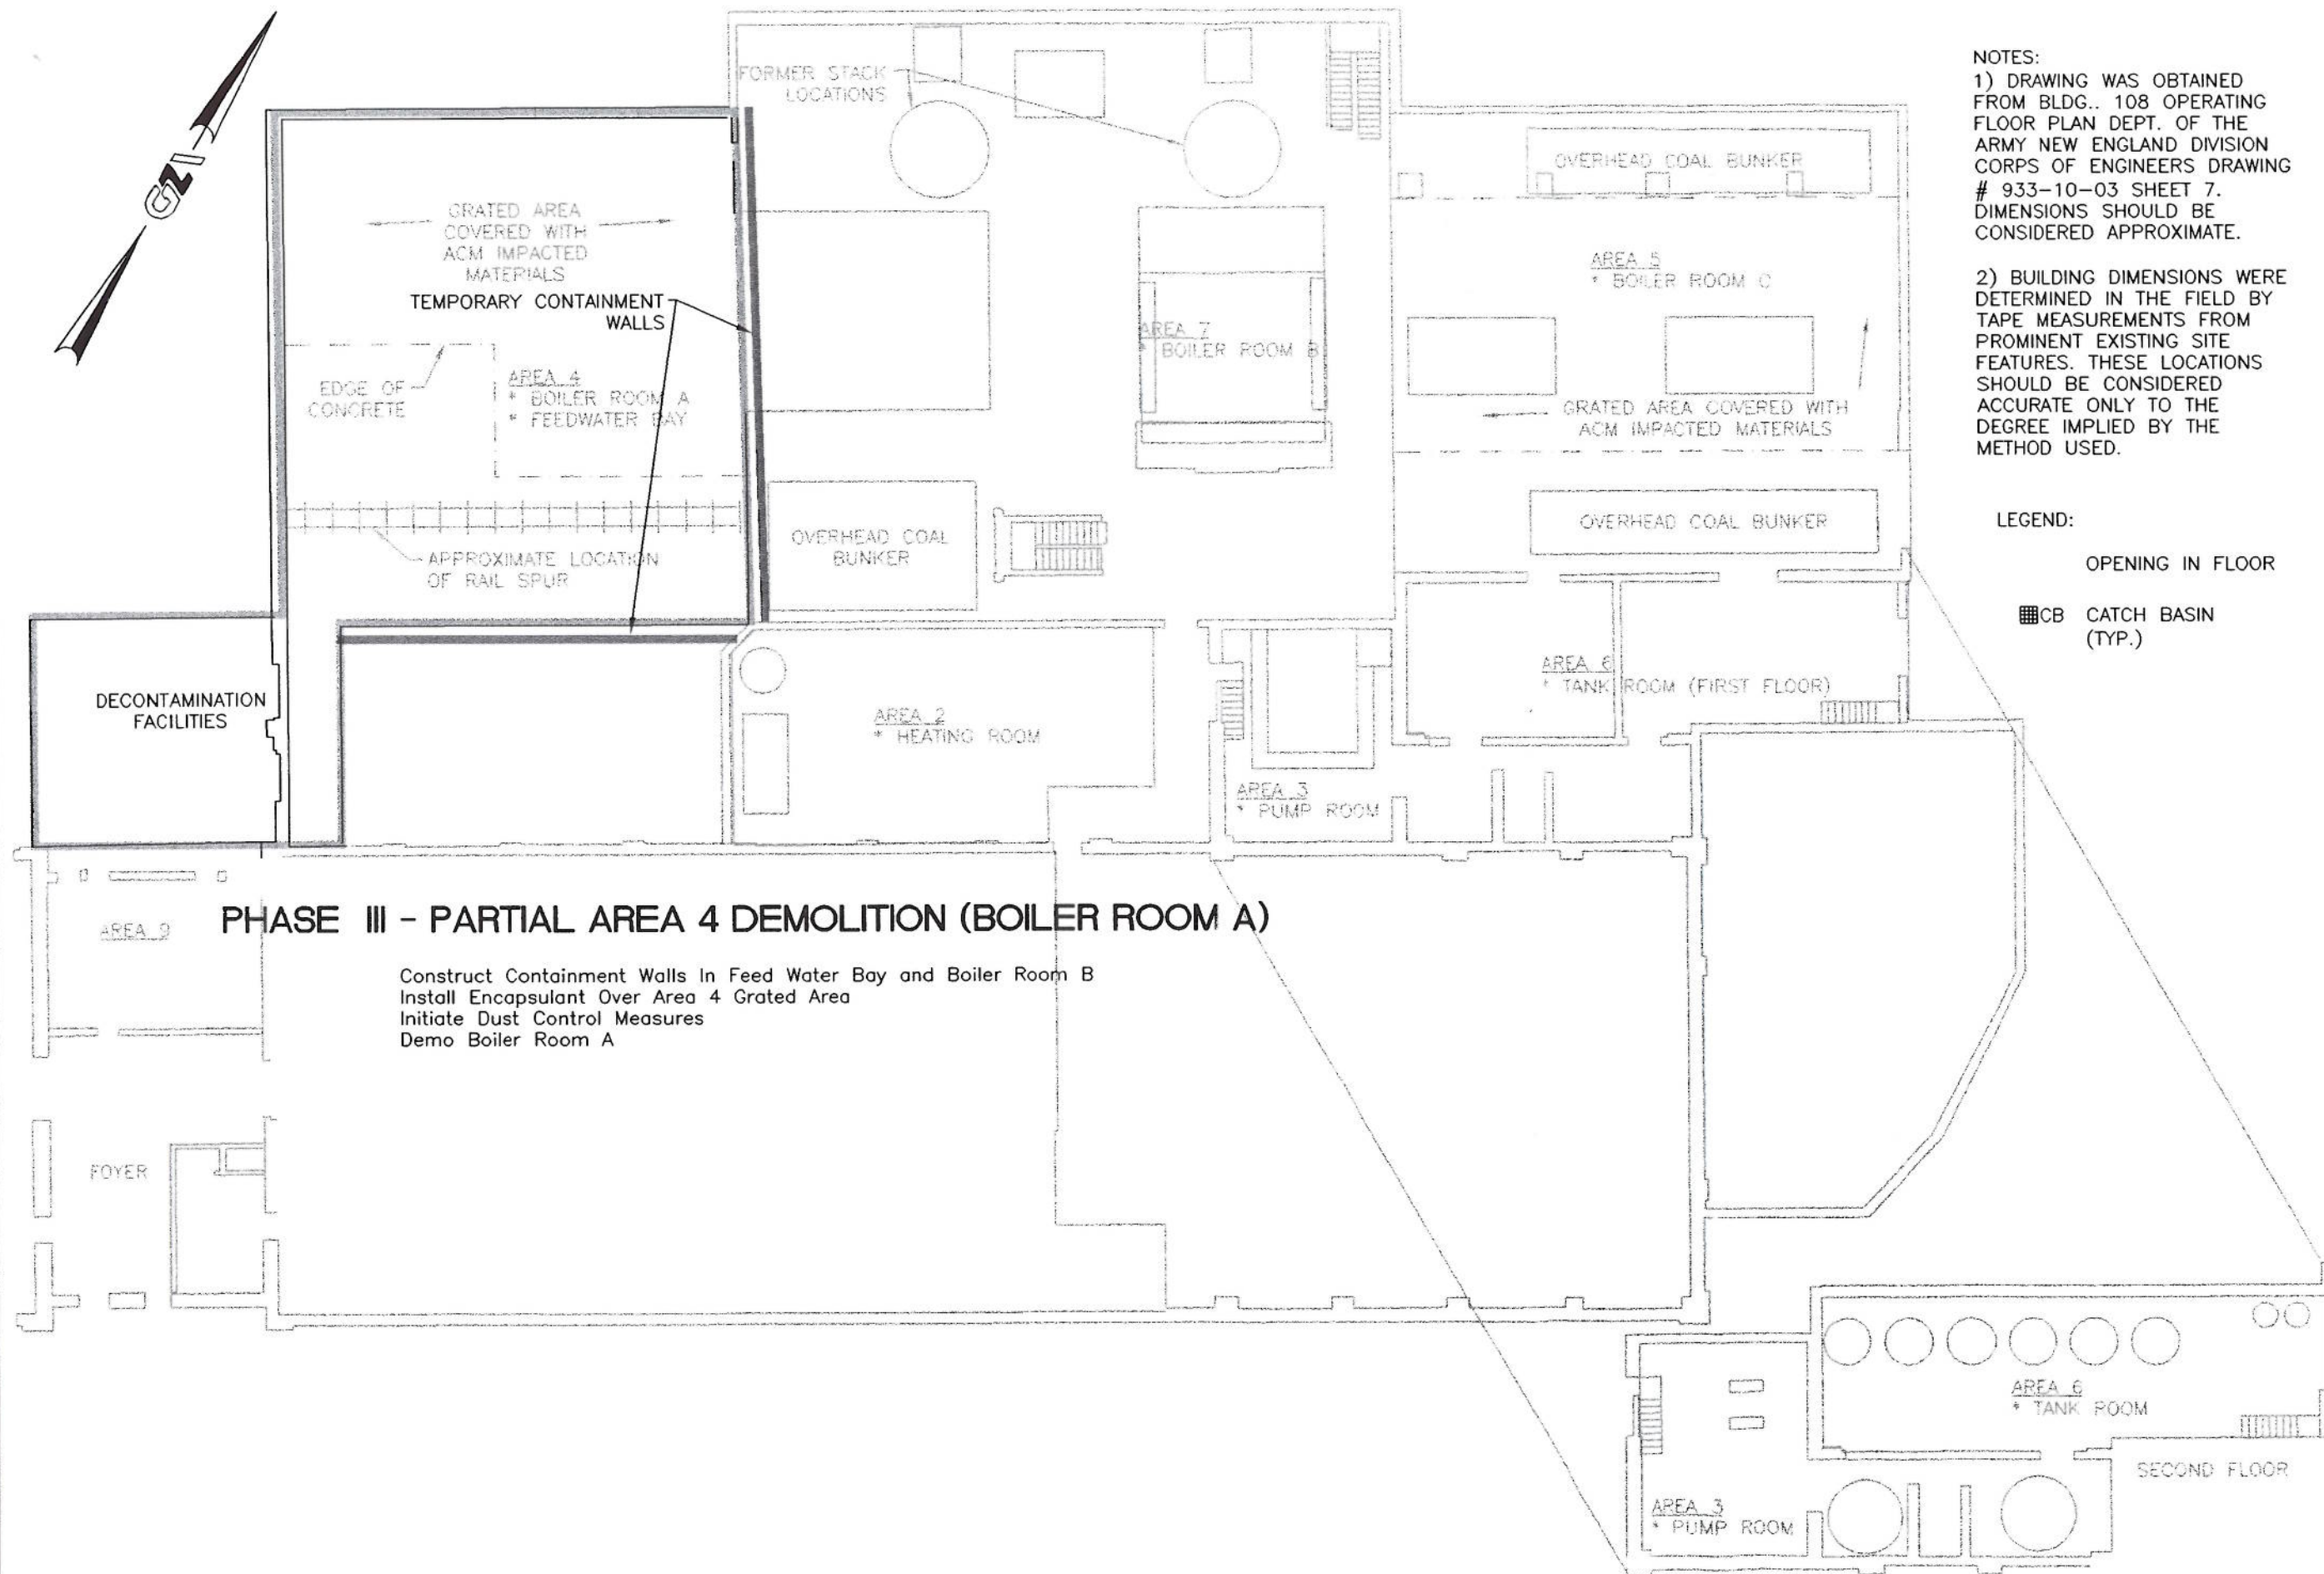 FORMER STACK
LOCATIONS
GRATED AREA
COVERED WITH
ACM IMPACTED
MATERIALS
TEMPORARY CONTAINMENT
WALLS
EDGE OF
CONCRETE
AREA 4
* BOILER ROOM A
* FEEDWATER BAY
APPROXIMATE LOCATION
OF RAIL SPUR
DECONTAMINATION
FACILITIES
AREA 7
* BOILER ROOM B
OVERHEAD COAL
BUNKER
OVERHEAD COAL BUNKER
AREA 5
* BOILER ROOM C
GRATED AREA COVERED WITH
ACM IMPACTED MATERIALS
OVERHEAD COAL BUNKER
AREA 6
* TANK ROOM (FIRST FLOOR)
AREA 2
* HEATING ROOM
AREA 3
* PUMP ROOM
NOTES:
1) DRAWING WAS OBTAINED
FROM BLDG.. 108 OPERATING
FLOOR PLAN DEPT. OF THE
ARMY NEW ENGLAND DIVISION
CORPS OF ENGINEERS DRAWING
# 933-10-03 SHEET 7.
DIMENSIONS SHOULD BE
CONSIDERED APPROXIMATE.
2) BUILDING DIMENSIONS WERE
DETERMINED IN THE FIELD BY
TAPE MEASUREMENTS FROM
PROMINENT EXISTING SITE
FEATURES. THESE LOCATIONS
SHOULD BE CONSIDERED
ACCURATE ONLY TO THE
DEGREE IMPLIED BY THE
METHOD USED.
LEGEND:
OPENING IN FLOOR
CB CATCH BASIN
(TYP.)
AREA 9
PHASE III - PARTIAL AREA 4 DEMOLITION (BOILER ROOM A)
Construct Containment Walls In Feed Water Bay and Boiler Room B
Install Encapsulant Over Area 4 Grated Area
Initiate Dust Control Measures
Demo Boiler Room A
FOYER
AREA 6
* TANK ROOM
SECOND FLOOR
AREA 3
* PUMP ROOM